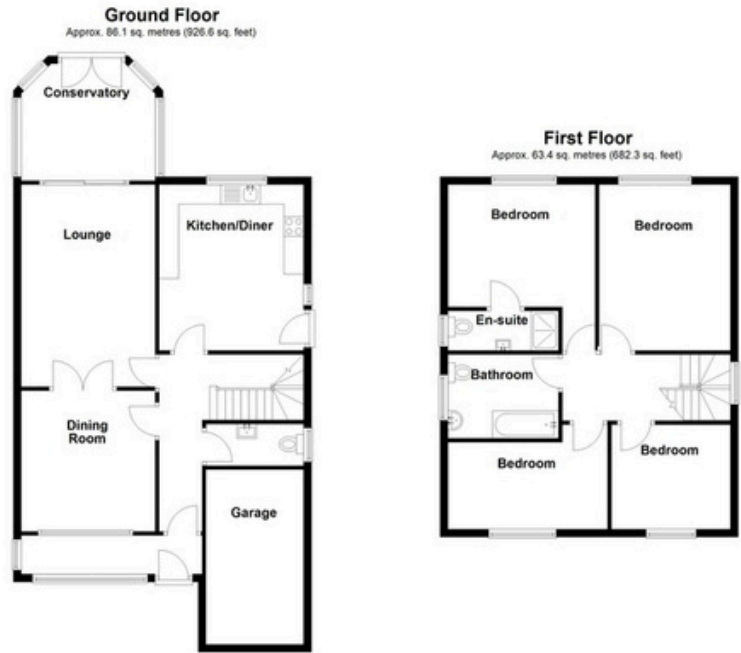 Ground Floor
Approx. 86.1 sq. metres (926.6 sq. feet)
Conservatory
Lounge
Kitchen/Diner
Dining
Room
Garage
First Floor
Approx. 63.4 sq. metres (682.3 sq. feet)
Bedroom
Bedroom
En-suite
Bathroom
Bedroom
Bedroom